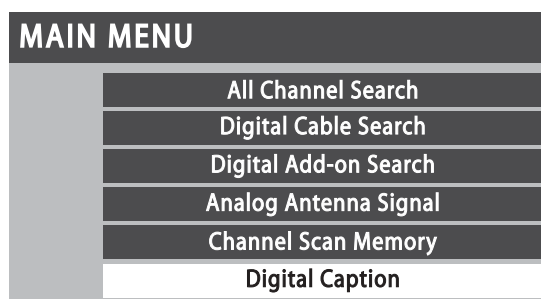 MAIN MENU
All Channel Search
Digital Cable Search
Digital Add-on Search
Analog Antenna Signal
Channel Scan Memory
Digital Caption